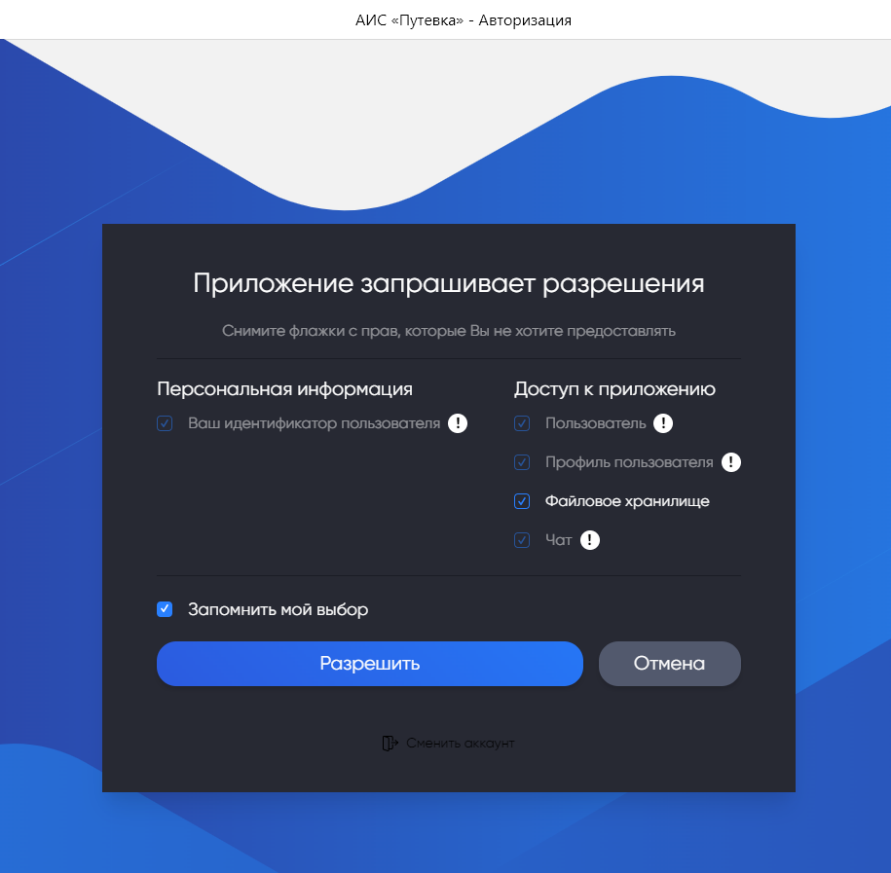 АИС «Путевка» - Авторизация
Приложение запрашивает разрешения
Снимите флажки с прав, которые Вы не хотите предоставлять
Персональная информация
Ваш идентификатор пользователя
Доступ к приложению
Пользователь
Профиль пользователя
Файловое хранилище
Чат
Запомнить мой выбор
Разрешить
Отмена
Сменить аккаунт